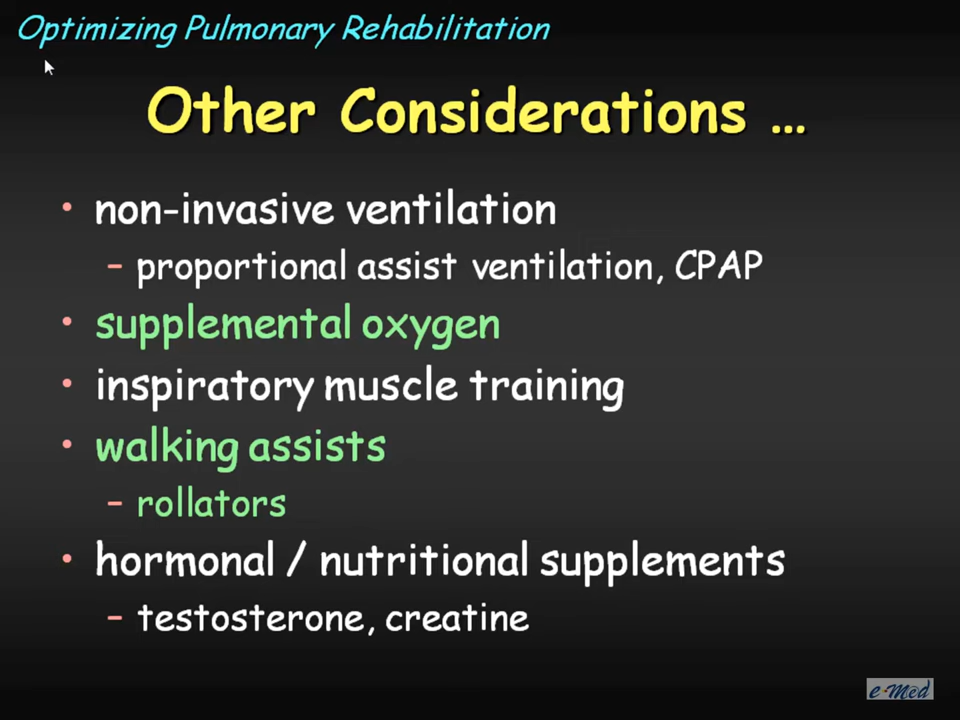 Optimizing Pulmonary Rehabilitation
Other Considerations ...
• non-invasive ventilation
– proportional assist ventilation, CPAP
• supplemental oxygen
• inspiratory muscle training
• walking assists
– rollators
• hormonal / nutritional supplements
– testosterone, creatine
e-Med